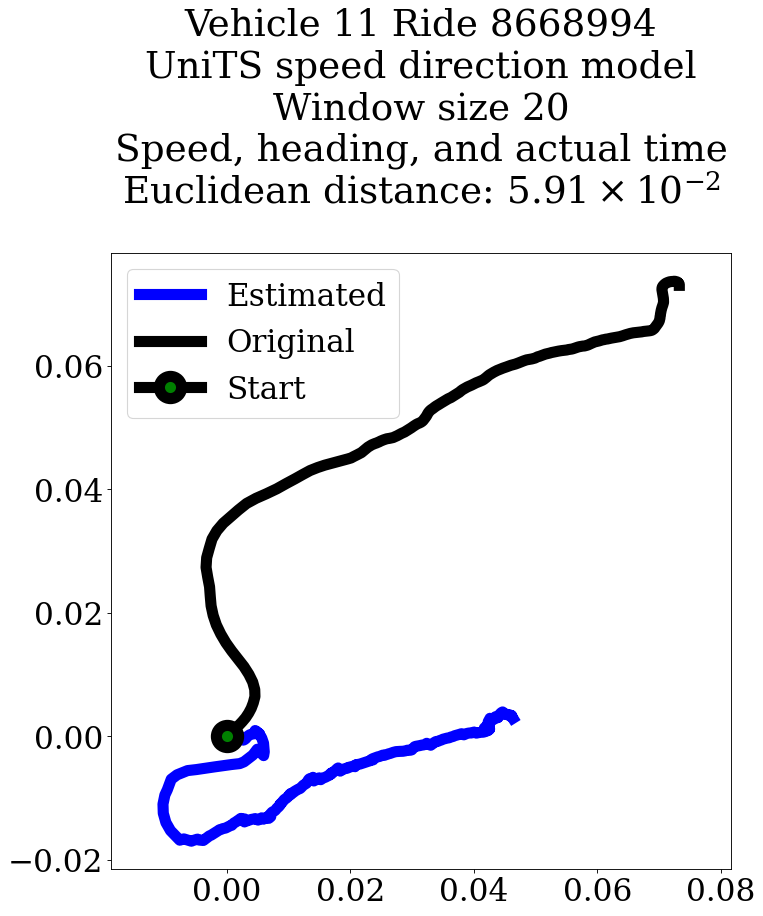 Vehicle 11 Ride 8668994
UniTS speed direction model
Window size 20
Speed, heading, and actual time
Euclidean distance: 5.91 × 10⁻²
Estimated
Original
Start
0.06
0.04
0.02
0.00
−0.02
0.00 0.02 0.04 0.06 0.08